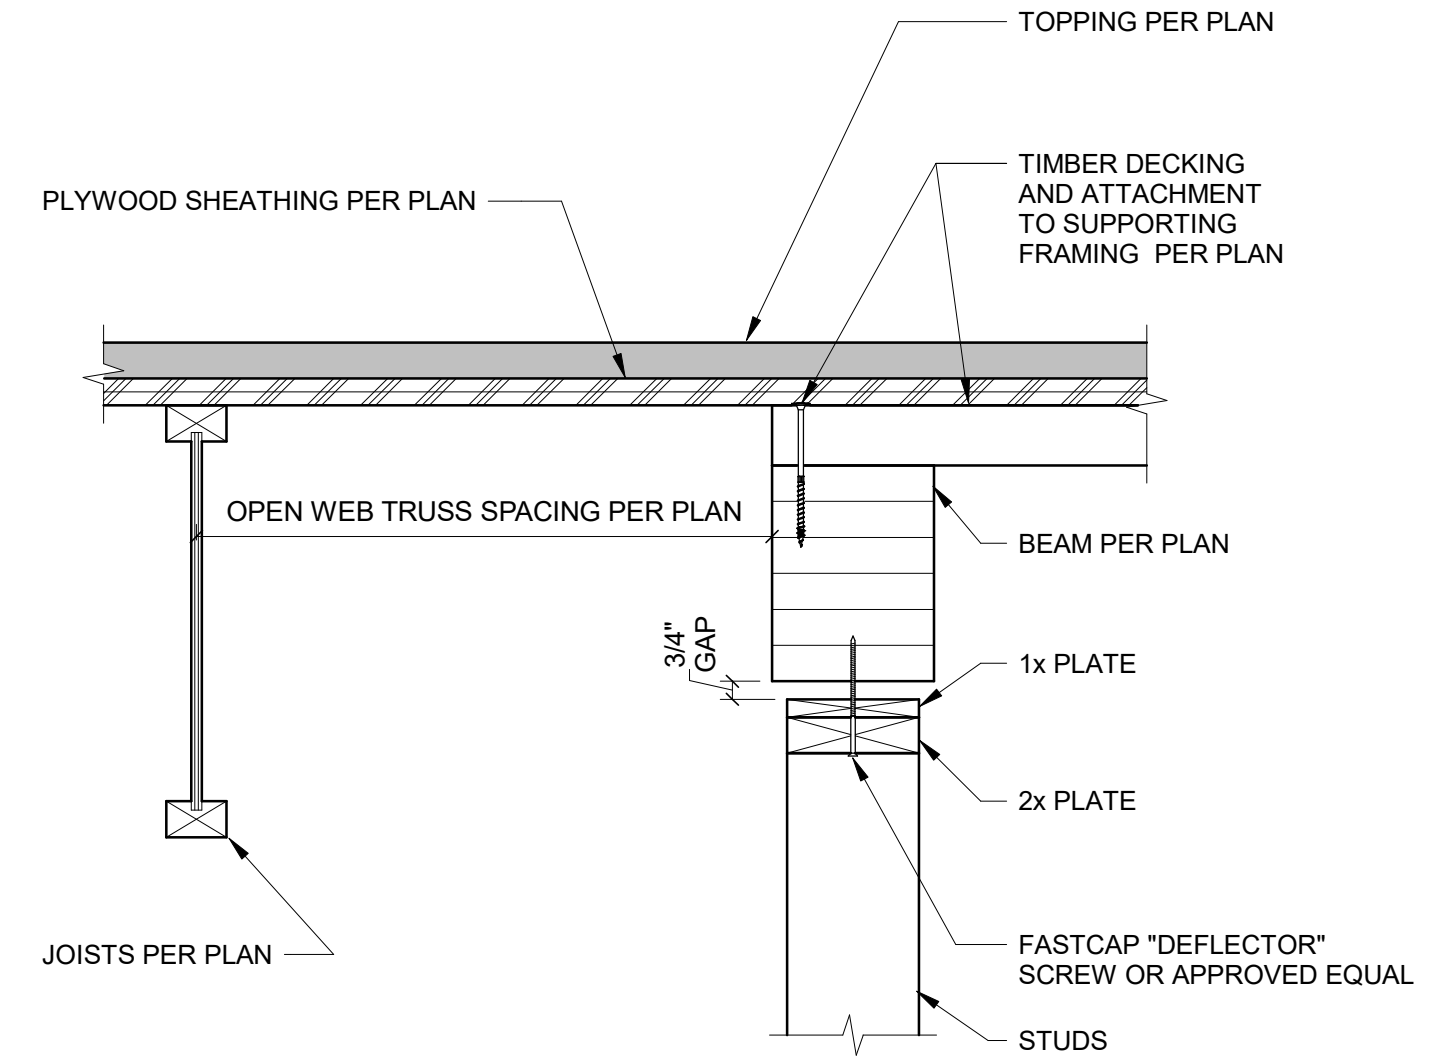 TOPPING PER PLAN
TIMBER DECKING
AND ATTACHMENT
TO SUPPORTING
FRAMING PER PLAN
PLYWOOD SHEATHING PER PLAN
OPEN WEB TRUSS SPACING PER PLAN
BEAM PER PLAN
3/4"
GAP
1x PLATE
2x PLATE
JOISTS PER PLAN
FASTCAP "DEFLECTOR"
SCREW OR APPROVED EQUAL
STUDS